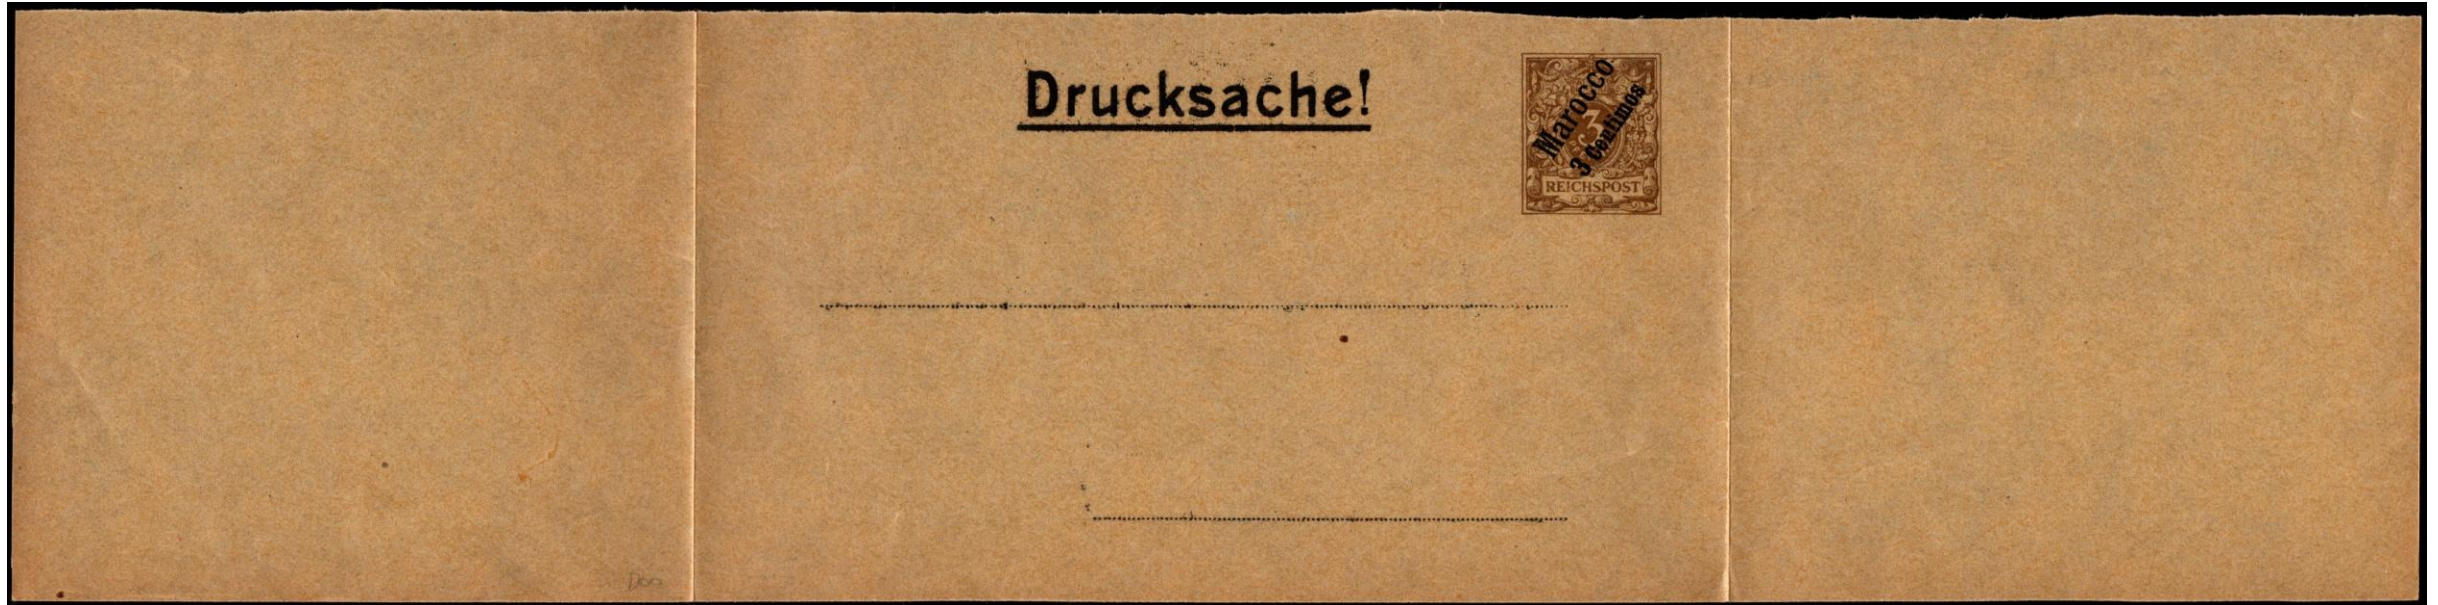 Drucksache!
Marocco
3
3 Centimos
REICHSPOST